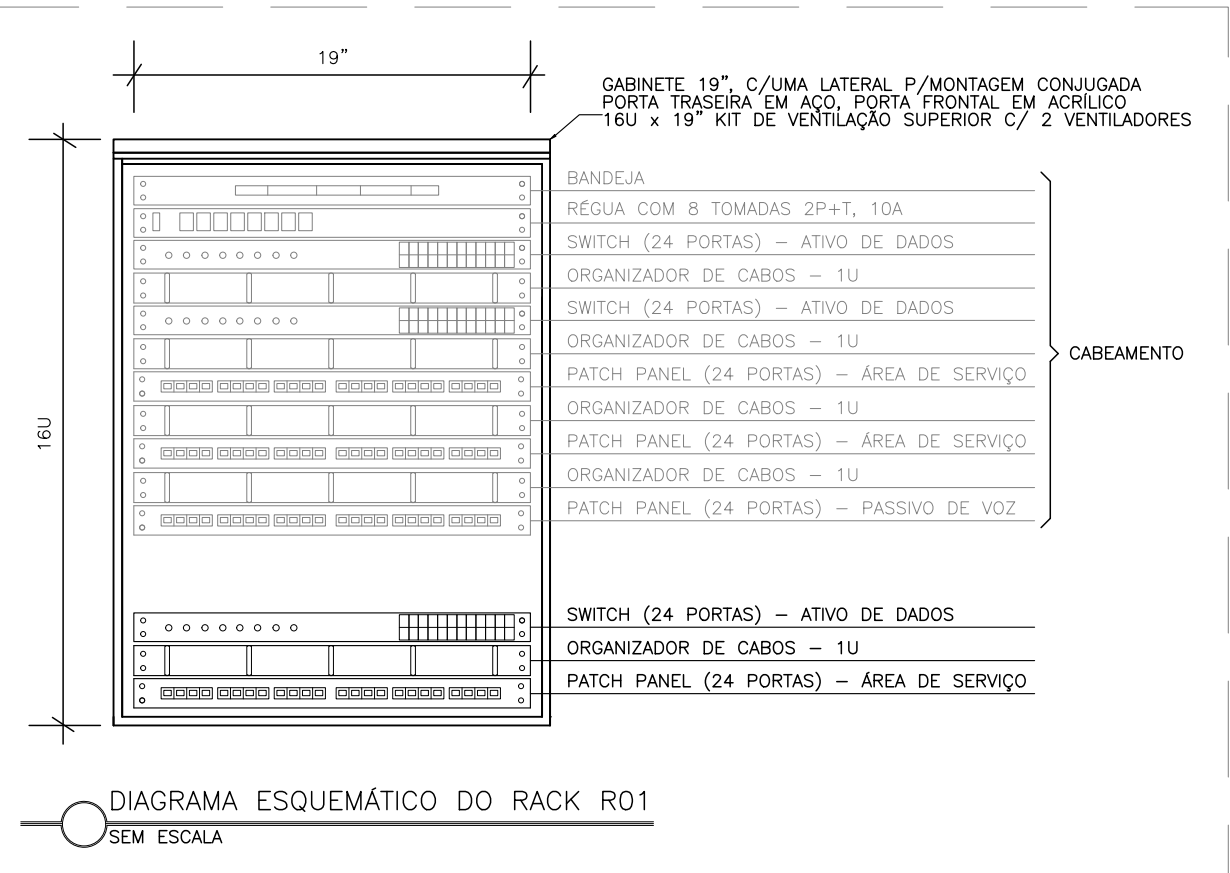 19”
GABINETE 19”, C/UMA LATERAL P/MONTAGEM CONJUGADA
PORTA TRASEIRA EM AÇO, PORTA FRONTAL EM ACRÍLICO
16U x 19” KIT DE VENTILAÇÃO SUPERIOR C/ 2 VENTILADORES
BANDEJA
RÉGUA COM 8 TOMADAS 2P+T, 10A
SWITCH (24 PORTAS) – ATIVO DE DADOS
ORGANIZADOR DE CABOS – 1U
SWITCH (24 PORTAS) – ATIVO DE DADOS
ORGANIZADOR DE CABOS – 1U
CABEAMENTO
PATCH PANEL (24 PORTAS) – ÁREA DE SERVIÇO
ORGANIZADOR DE CABOS – 1U
16U
PATCH PANEL (24 PORTAS) – ÁREA DE SERVIÇO
ORGANIZADOR DE CABOS – 1U
PATCH PANEL (24 PORTAS) – PASSIVO DE VOZ
SWITCH (24 PORTAS) – ATIVO DE DADOS
ORGANIZADOR DE CABOS – 1U
PATCH PANEL (24 PORTAS) – ÁREA DE SERVIÇO
DIAGRAMA ESQUEMÁTICO DO RACK R01
SEM ESCALA